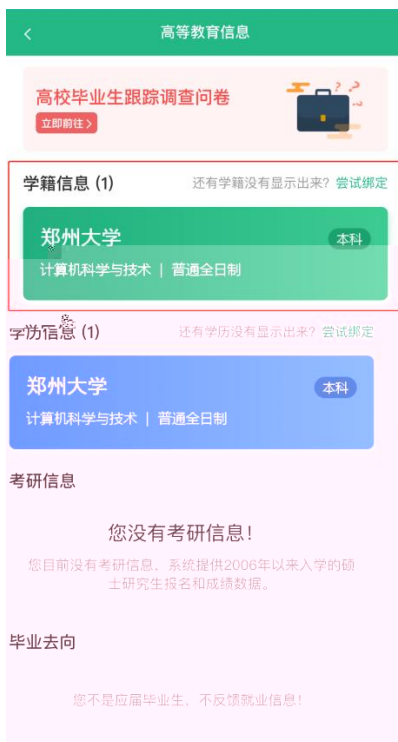 高等教育信息
高校毕业生跟踪调查问卷
立即前往>
学籍信息 (1) 还有学籍没有显示出来？尝试绑定
郑州大学 本科
计算机科学与技术 | 普通全日制
学历信息 (1) 还有学历没有显示出来？尝试绑定
郑州大学 本科
计算机科学与技术 | 普通全日制
考研信息
您没有考研信息！
您目前没有考研信息，系统提供2006年以来入学的硕
士研究生报名和成绩数据。
毕业去向
您不是应届毕业生，不反馈就业信息！